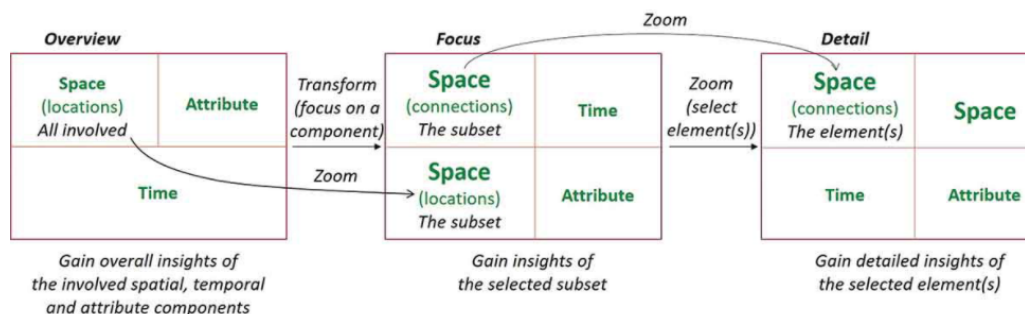 Overview
Space
(locations)
All involved
Attribute
Time
Gain overall insights of
the involved spatial, temporal
and attribute components
Transform
(focus on a
component)
Zoom
Focus
Space
(connections)
The subset
Time
Space
(locations)
The subset
Attribute
Gain insights of
the selected subset
Zoom
Zoom
(select
element(s))
Detail
Space
(connections)
The element(s)
Space
Time
Attribute
Gain detailed insights of
the selected element(s)